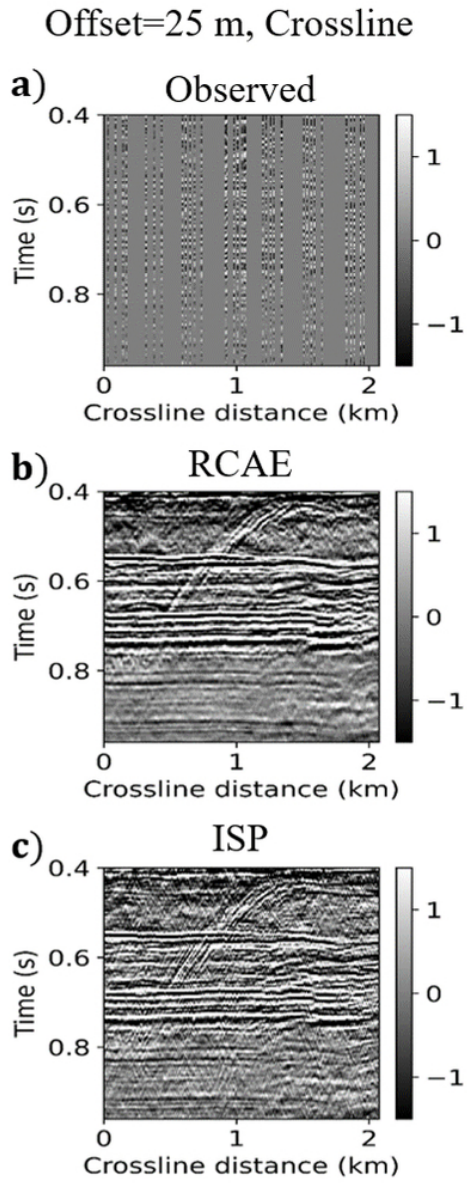 Offset=25 m, Crossline
a) Observed
0.4
0.6
0.8
Time (s)
1
0
−1
0 1 2
Crossline distance (km)
b) RCAE
0.4
0.6
0.8
Time (s)
1
0
−1
0 1 2
Crossline distance (km)
c) ISP
0.4
0.6
0.8
Time (s)
1
0
−1
0 1 2
Crossline distance (km)